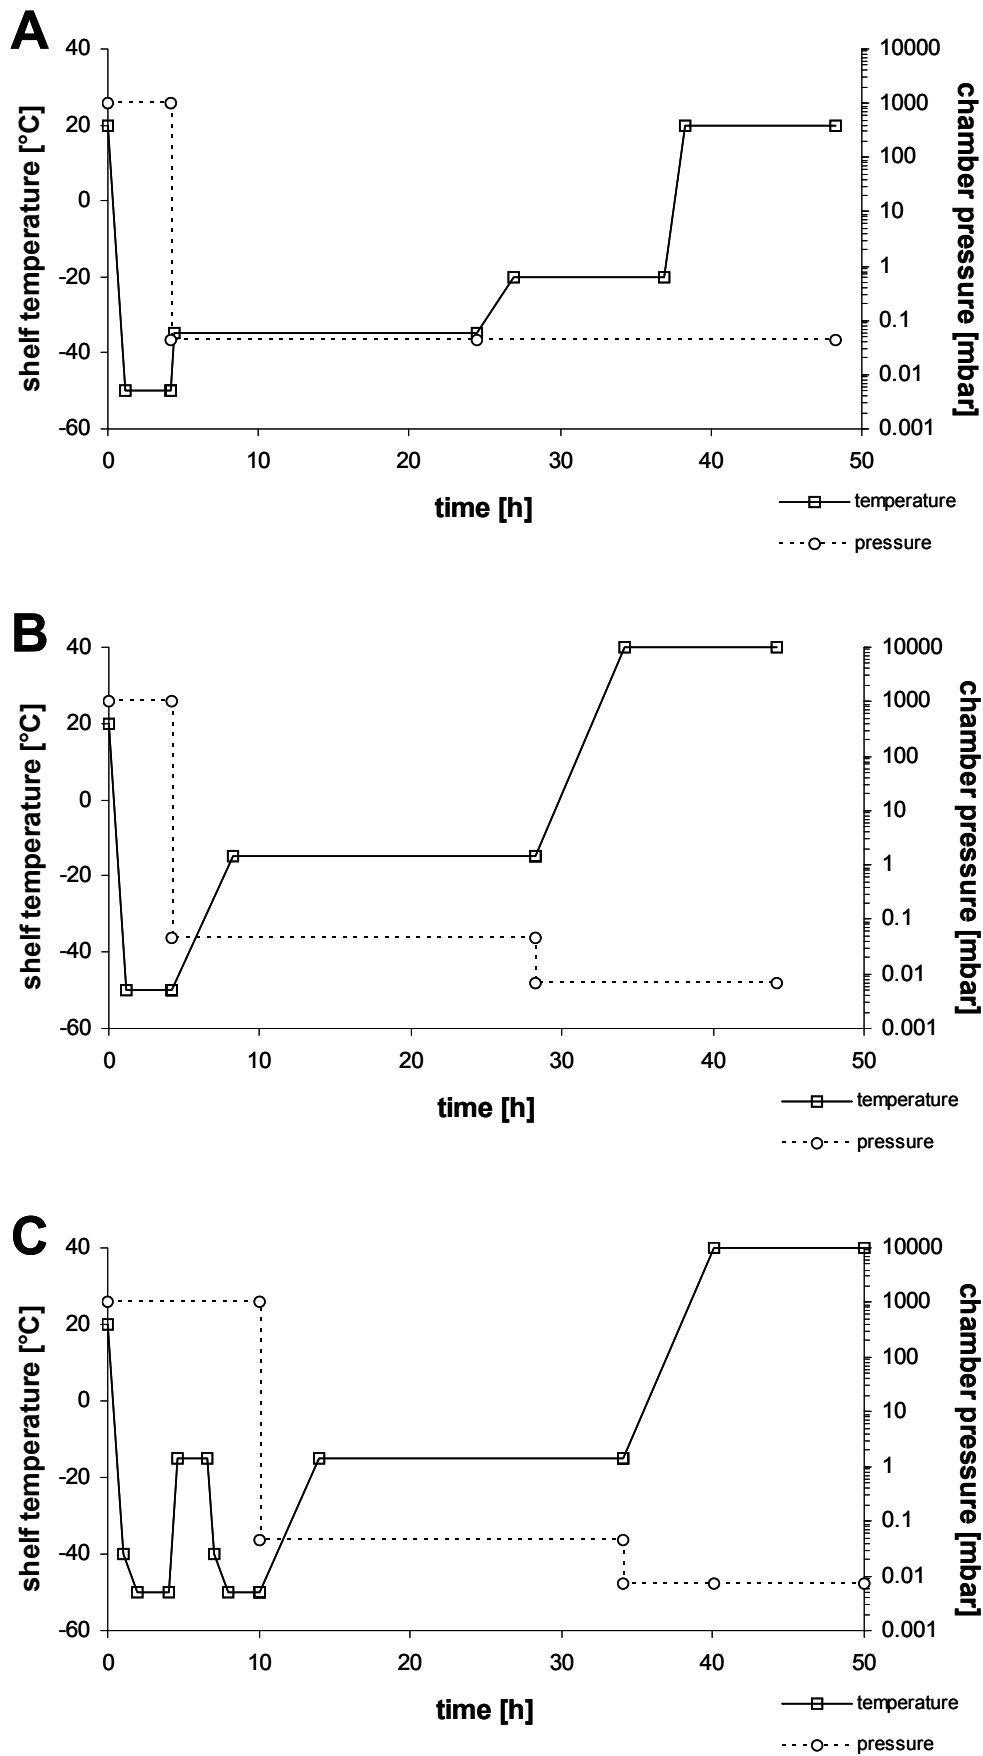 A
40
20
0
-20
-40
-60
shelf temperature [°C]
10000
1000
100
10
1
0.1
0.01
0.001
chamber pressure [mbar]
0 10 20 30 40 50
time [h]
temperature
pressure
B
40
20
0
-20
-40
-60
shelf temperature [°C]
10000
1000
100
10
1
0.1
0.01
0.001
chamber pressure [mbar]
0 10 20 30 40 50
time [h]
temperature
pressure
C
40
20
0
-20
-40
-60
shelf temperature [°C]
10000
1000
100
10
1
0.1
0.01
0.001
chamber pressure [mbar]
0 10 20 30 40 50
time [h]
temperature
pressure